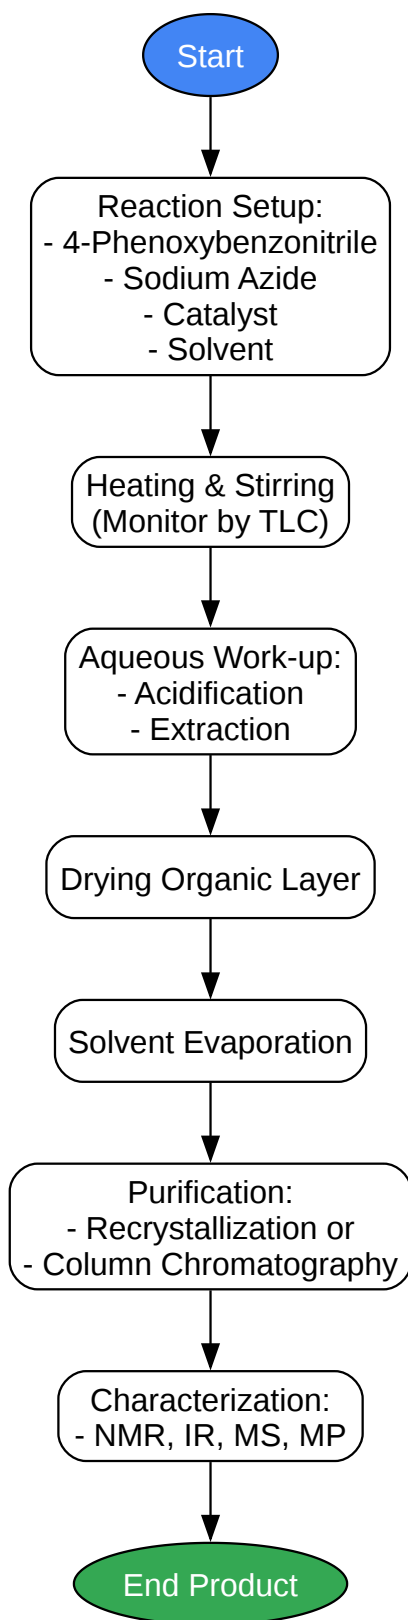 Start
Reaction Setup:
- 4-Phenoxybenzonitrile
- Sodium Azide
- Catalyst
- Solvent
Heating & Stirring
(Monitor by TLC)
Aqueous Work-up:
- Acidification
- Extraction
Drying Organic Layer
Solvent Evaporation
Purification:
- Recrystallization or
- Column Chromatography
Characterization:
- NMR, IR, MS, MP
End Product